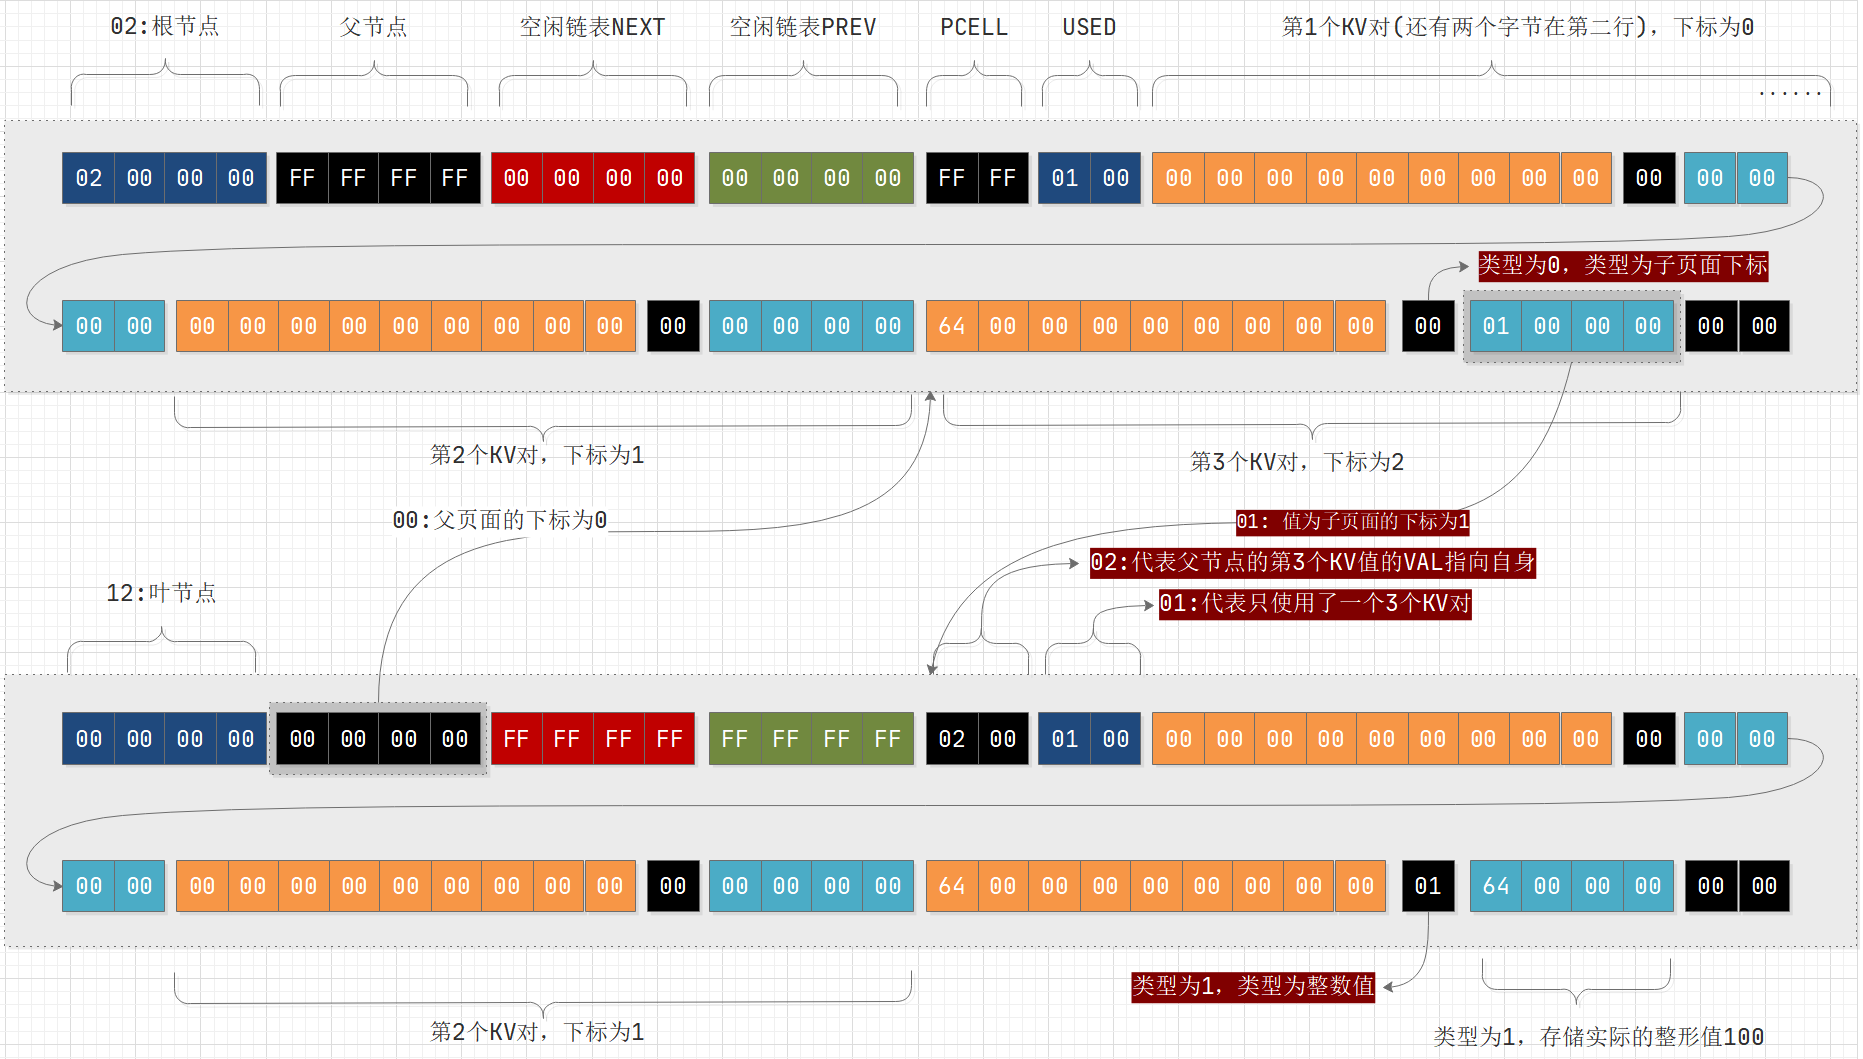 02:根节点 父节点 空闲链表NEXT 空闲链表PREV PCELL USED 第1个KV对(还有两个字节在第二行)，下标为0
......
02 00 00 00 FF FF FF FF 00 00 00 00 00 00 00 00 FF FF 01 00 00 00 00 00 00 00 00 00 00 00 00 00
类型为0，类型为子页面下标
00 00 00 00 00 00 00 00 00 00 00 00 00 00 00 00 64 00 00 00 00 00 00 00 00 00 01 00 00 00 00 00
第2个KV对，下标为1
第3个KV对，下标为2
00:父页面的下标为0
01: 值为子页面的下标为1
02:代表父节点的第3个KV值的VAL指向自身
12:叶节点
01:代表只使用了一个3个KV对
00 00 00 00 00 00 00 00 FF FF FF FF FF FF FF FF 02 00 01 00 00 00 00 00 00 00 00 00 00 00 00 00
00 00 00 00 00 00 00 00 00 00 00 00 00 00 00 00 64 00 00 00 00 00 00 00 00 01 64 00 00 00 00 00
类型为1，类型为整数值
第2个KV对，下标为1
类型为1，存储实际的整形值100